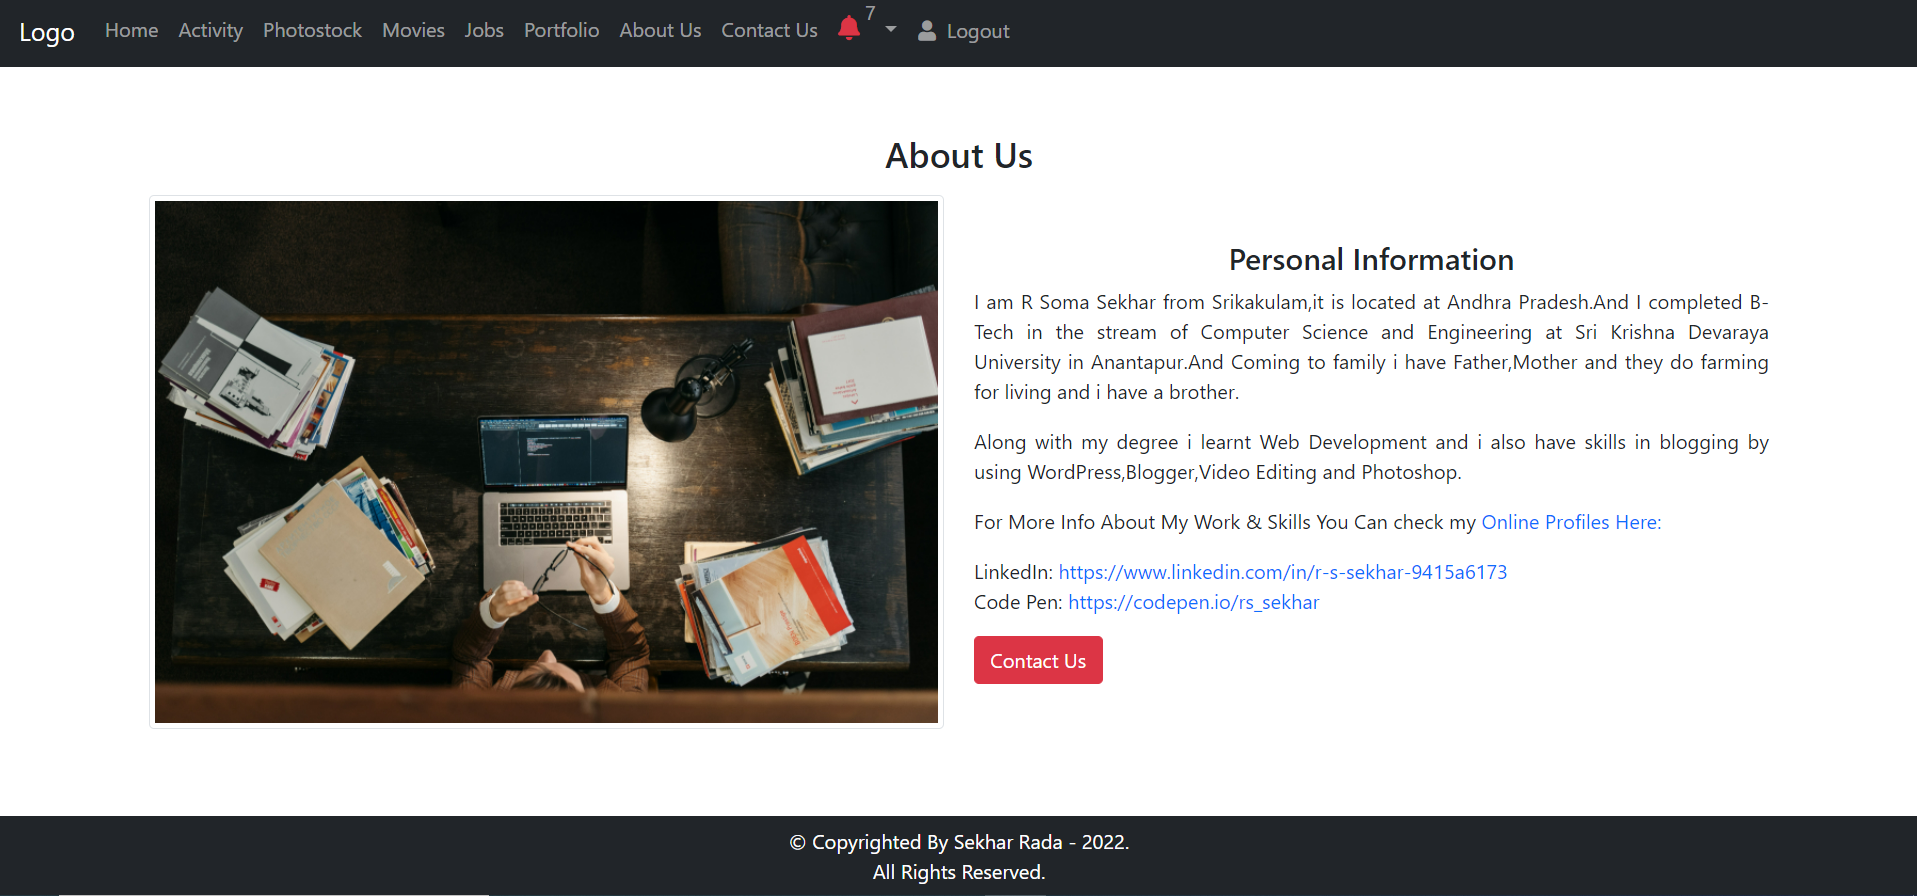 Logo Home Activity Photostock Movies Jobs Portfolio About Us Contact Us 7 Logout
About Us
Personal Information
I am R Soma Sekhar from Srikakulam,it is located at Andhra Pradesh.And I completed B-
Tech in the stream of Computer Science and Engineering at Sri Krishna Devaraya
University in Anantapur.And Coming to family i have Father,Mother and they do farming
for living and i have a brother.
Along with my degree i learnt Web Development and i also have skills in blogging by
using WordPress,Blogger,Video Editing and Photoshop.
For More Info About My Work & Skills You Can check my Online Profiles Here:
LinkedIn: https://www.linkedin.com/in/r-s-sekhar-9415a6173
Code Pen: https://codepen.io/rs_sekhar
Contact Us
© Copyrighted By Sekhar Rada - 2022.
All Rights Reserved.